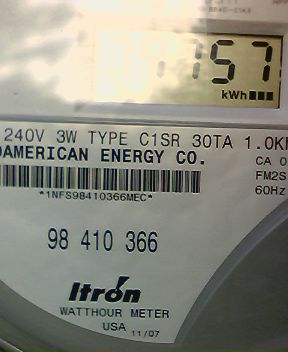 57
kWh
240V 3W TYPE C1SR 30TA 1.0K
AMERICAN ENERGY CO.
CA 0
FM2S
60Hz
*1NFS98410366MEC*
98 410 366
Itron
WATTHOUR METER
USA 11/07